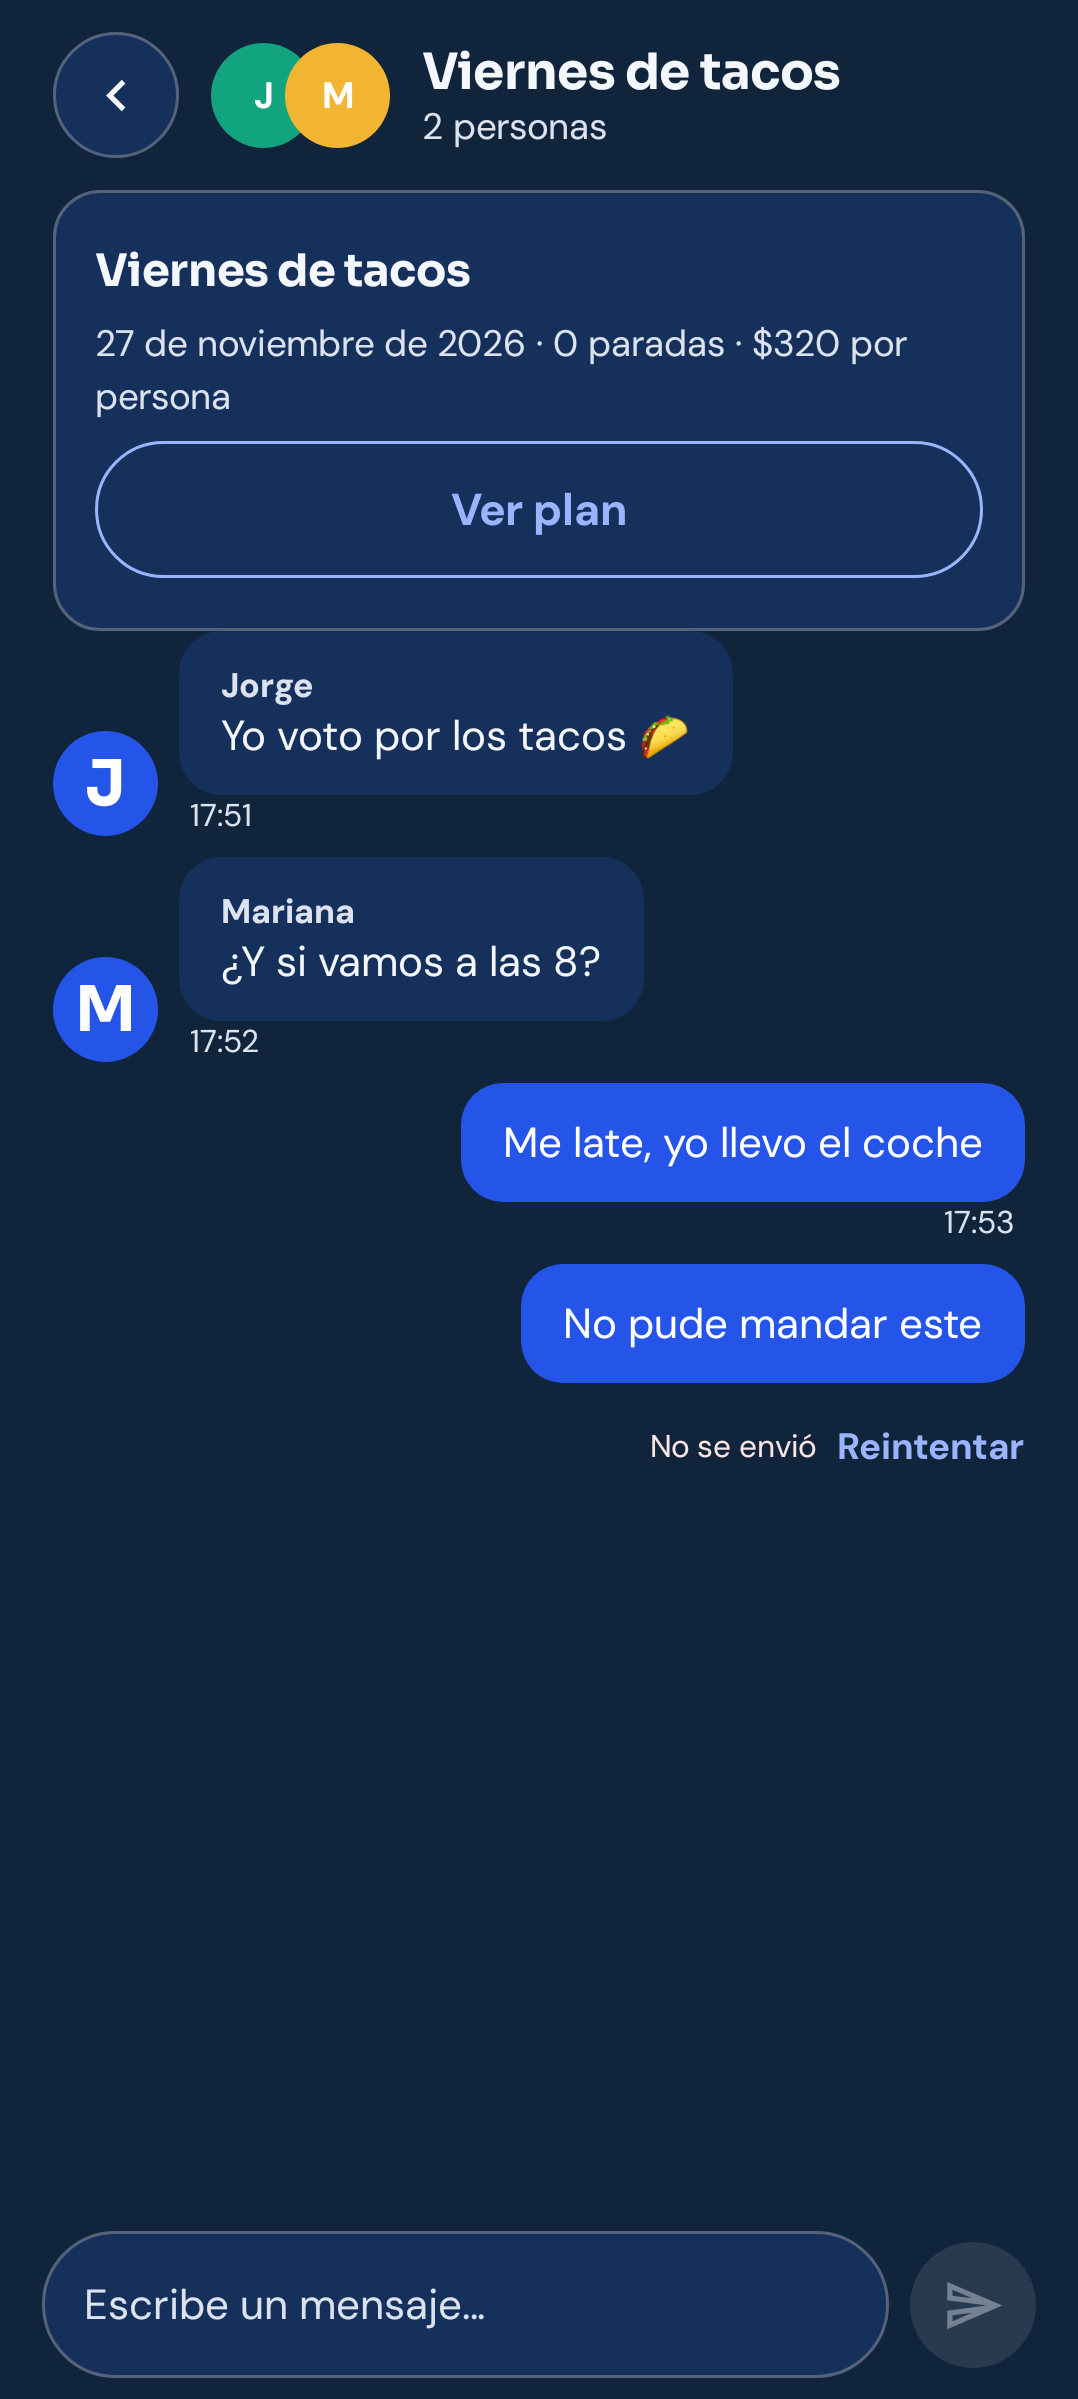 J M Viernes de tacos
2 personas
Viernes de tacos
27 de noviembre de 2026 · 0 paradas · $320 por
persona
Ver plan
Jorge
Yo voto por los tacos 🌮
J
17:51
Mariana
¿Y si vamos a las 8?
M
17:52
Me late, yo llevo el coche
17:53
No pude mandar este
No se envió Reintentar
Escribe un mensaje...